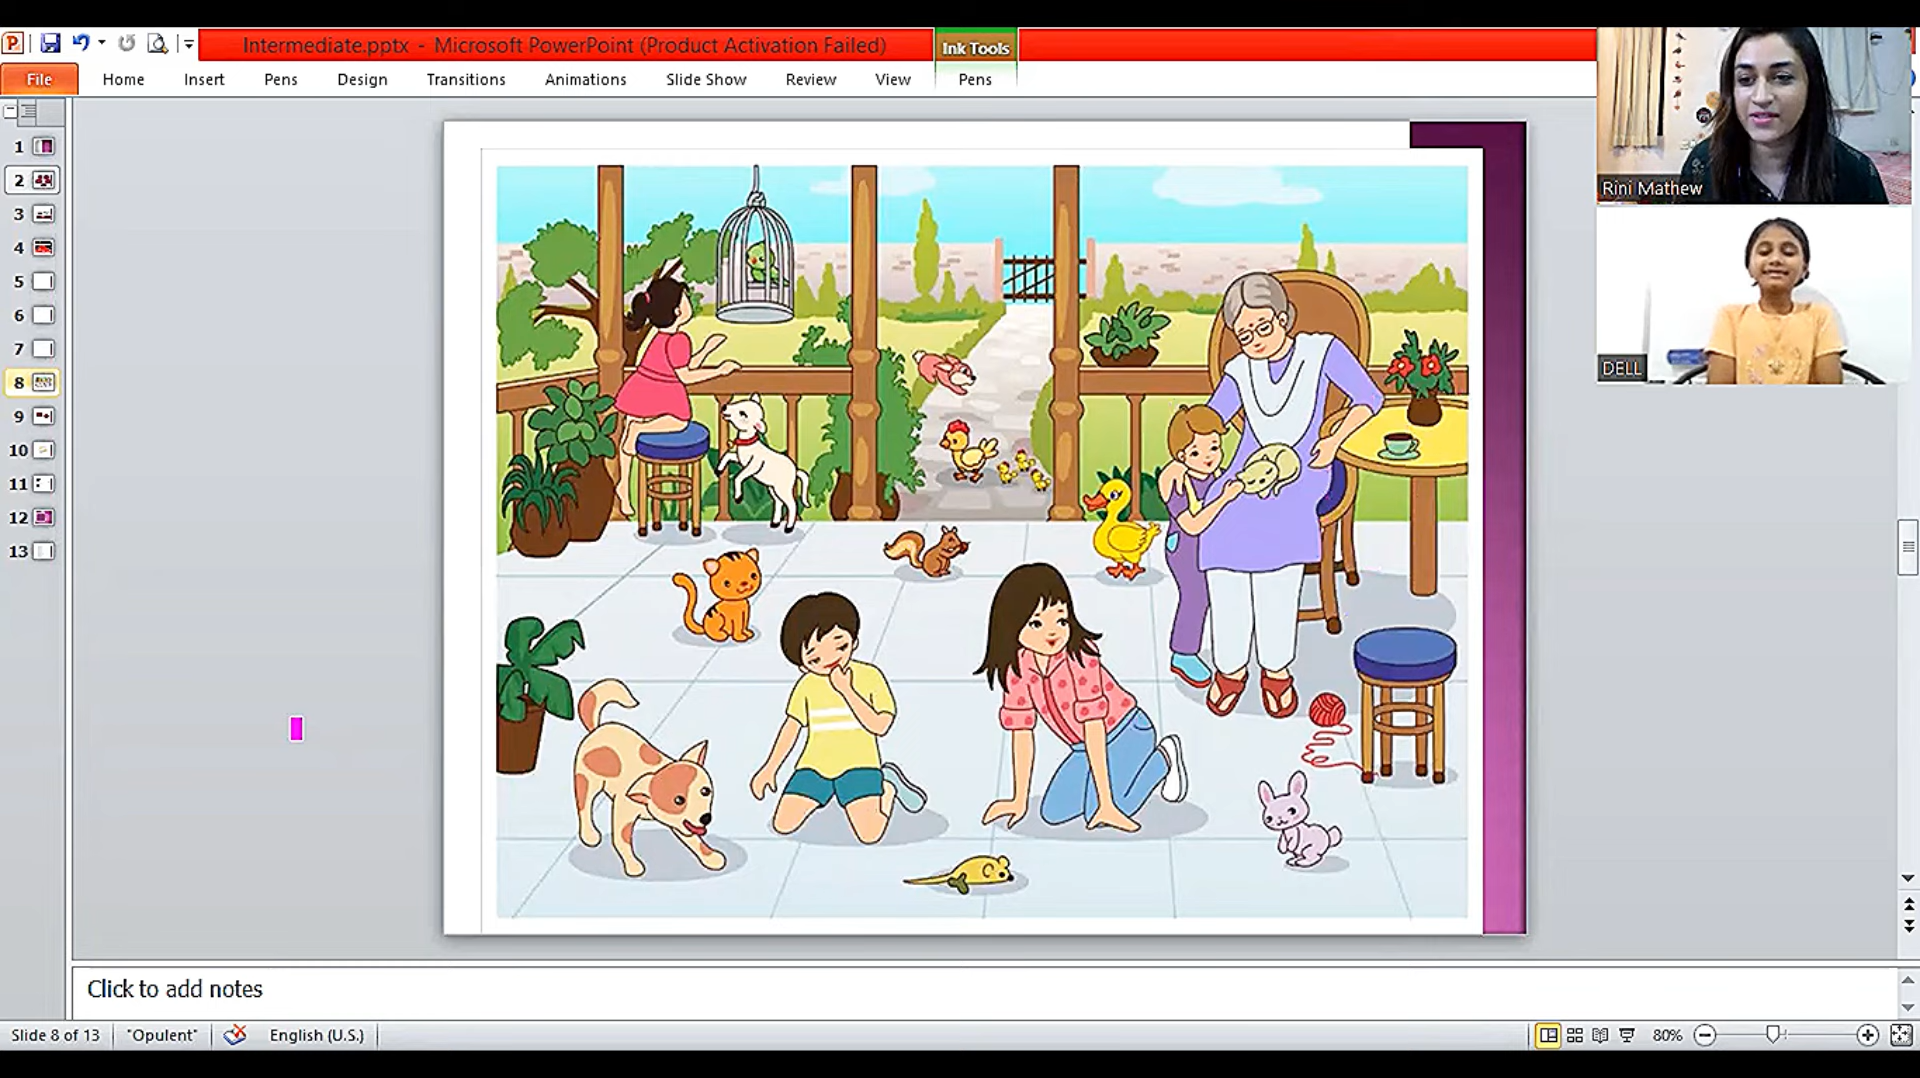 Intermediate.pptx - Microsoft PowerPoint (Product Activation Failed)
Ink Tools
File Home Insert Pens Design Transitions Animations Slide Show Review View Pens
1
2
3
4
5
6
7
8
9
10
11
12
13
Rini Mathew
DELL
Click to add notes
Slide 8 of 13 "Opulent" English (U.S.) 80%